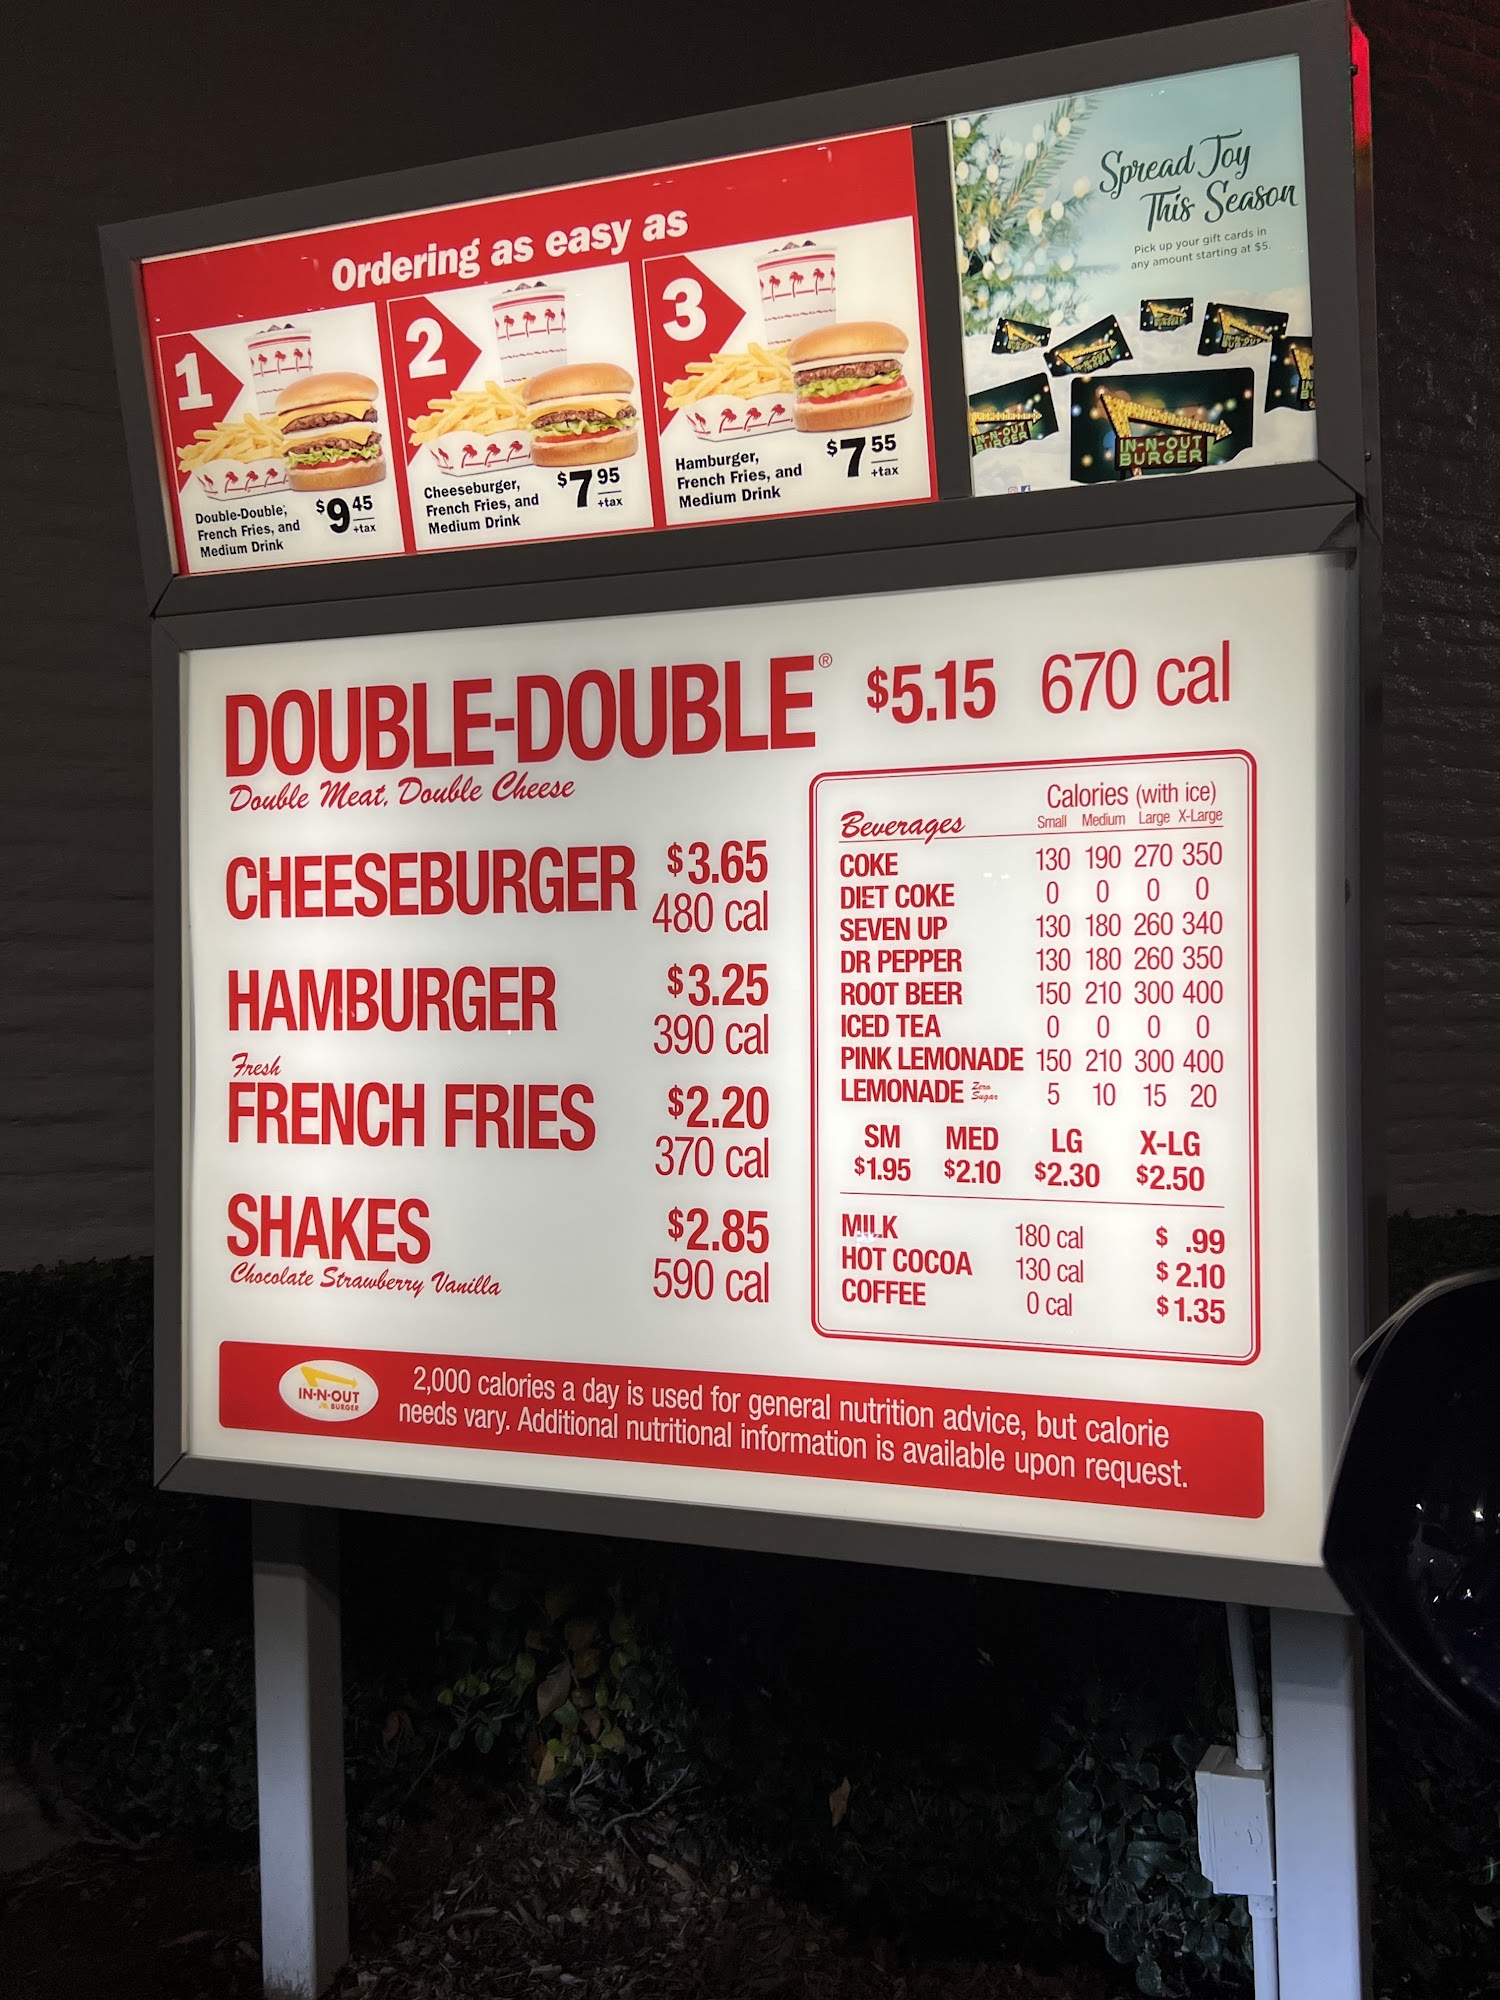 Ordering as easy as
1
Double-Double,
French Fries, and
Medium Drink
$9 45
+tax
2
Cheeseburger,
French Fries, and
Medium Drink
$7 95
+tax
3
Hamburger,
French Fries, and
Medium Drink
$7 55
+tax
Spread Joy
This Season
Pick up your gift cards in
any amount starting at $5.
IN-N-OUT
BURGER
DOUBLE-DOUBLE® $5.15 670 cal
Double Meat, Double Cheese
CHEESEBURGER $3.65
480 cal
HAMBURGER $3.25
390 cal
Fresh
FRENCH FRIES $2.20
370 cal
SHAKES $2.85
Chocolate Strawberry Vanilla 590 cal
Calories (with ice)
Beverages Small Medium Large X-Large
COKE 130 190 270 350
DIET COKE 0 0 0 0
SEVEN UP 130 180 260 340
DR PEPPER 130 180 260 350
ROOT BEER 150 210 300 400
ICED TEA 0 0 0 0
PINK LEMONADE 150 210 300 400
LEMONADE Zero Sugar 5 10 15 20
SM MED LG X-LG
$1.95 $2.10 $2.30 $2.50
MILK 180 cal $ .99
HOT COCOA 130 cal $2.10
COFFEE 0 cal $1.35
IN-N-OUT
BURGER
2,000 calories a day is used for general nutrition advice, but calorie
needs vary. Additional nutritional information is available upon request.